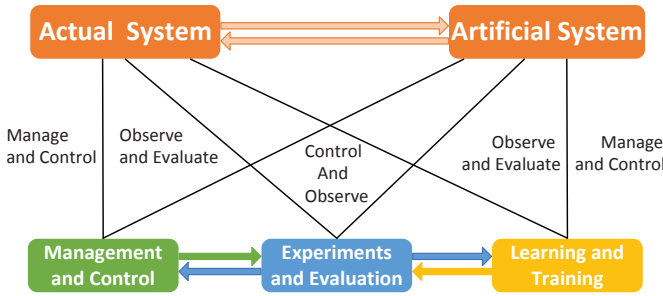 Actual System
Artificial System
Manage
and Control
Observe
and Evaluate
Control
And
Observe
Observe
and Evaluate
Manage
and Control
Management
and Control
Experiments
and Evaluation
Learning and
Training